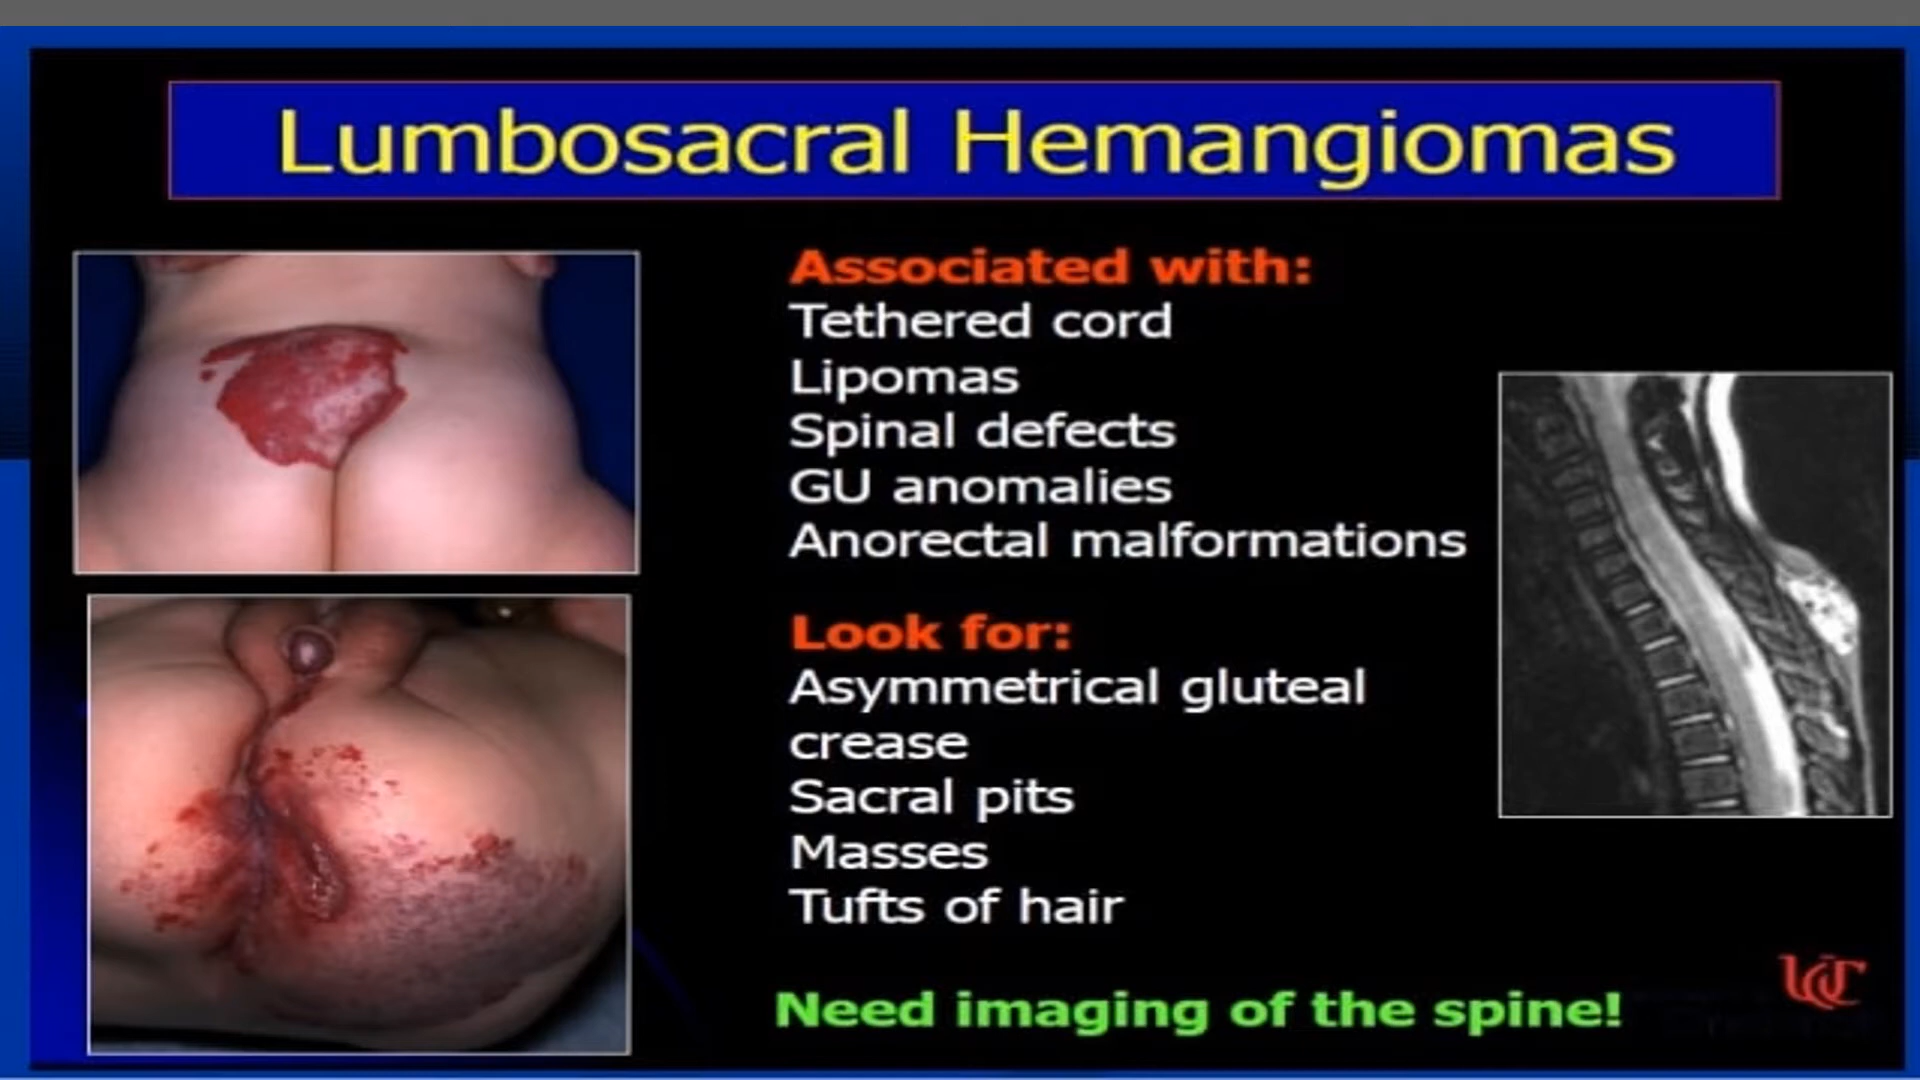 Lumbosacral Hemangiomas
Associated with:
Tethered cord
Lipomas
Spinal defects
GU anomalies
Anorectal malformations
Look for:
Asymmetrical gluteal
crease
Sacral pits
Masses
Tufts of hair
Need imaging of the spine!